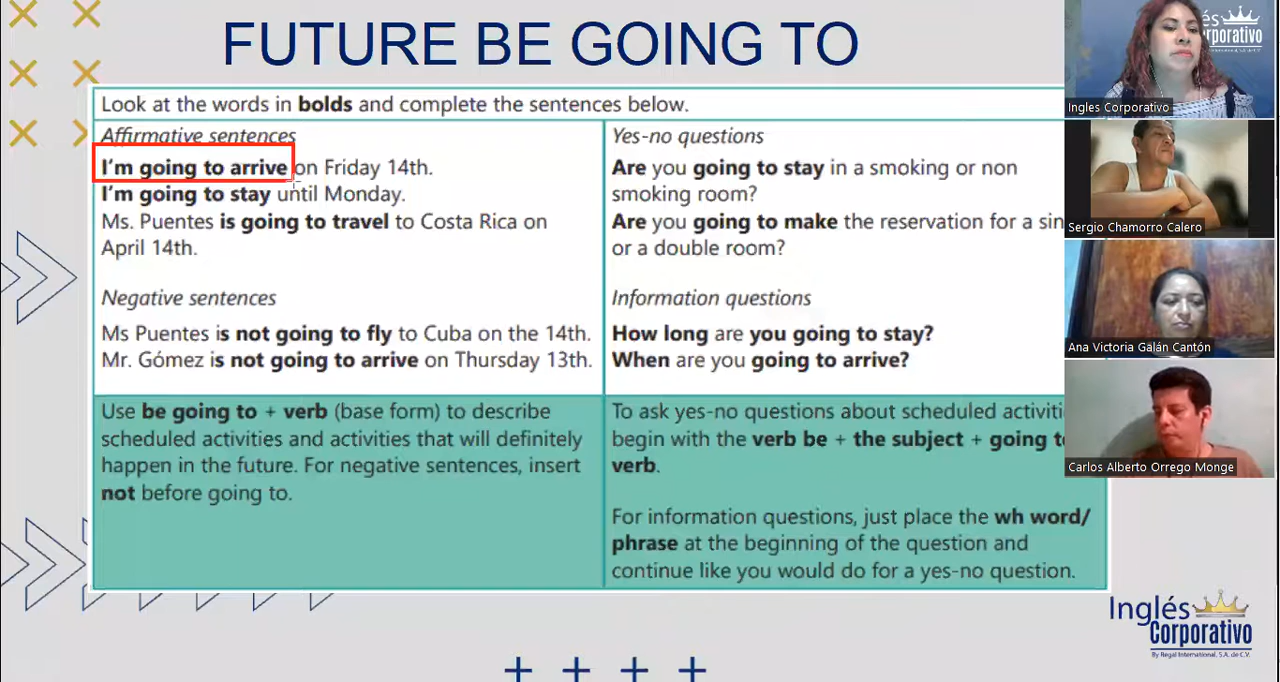 FUTURE BE GOING TO
Look at the words in bolds and complete the sentences below.
Affirmative sentences
I'm going to arrive on Friday 14th.
I'm going to stay until Monday.
Ms. Puentes is going to travel to Costa Rica on
April 14th.
Negative sentences
Ms Puentes is not going to fly to Cuba on the 14th.
Mr. Gómez is not going to arrive on Thursday 13th.
Use be going to + verb (base form) to describe
scheduled activities and activities that will definitely
happen in the future. For negative sentences, insert
not before going to.
Yes-no questions
Are you going to stay in a smoking or non
smoking room?
Are you going to make the reservation for a sin
or a double room?
Information questions
How long are you going to stay?
When are you going to arrive?
To ask yes-no questions about scheduled activiti
begin with the verb be + the subject + going t
verb.
For information questions, just place the wh word/
phrase at the beginning of the question and
continue like you would do for a yes-no question.
és
rporativo
Ingles Corporativo
Sergio Chamorro Calero
Ana Victoria Galán Cantón
Carlos Alberto Orrego Monge
Inglés
Corporativo
By Regal International, S.A. de C.V.